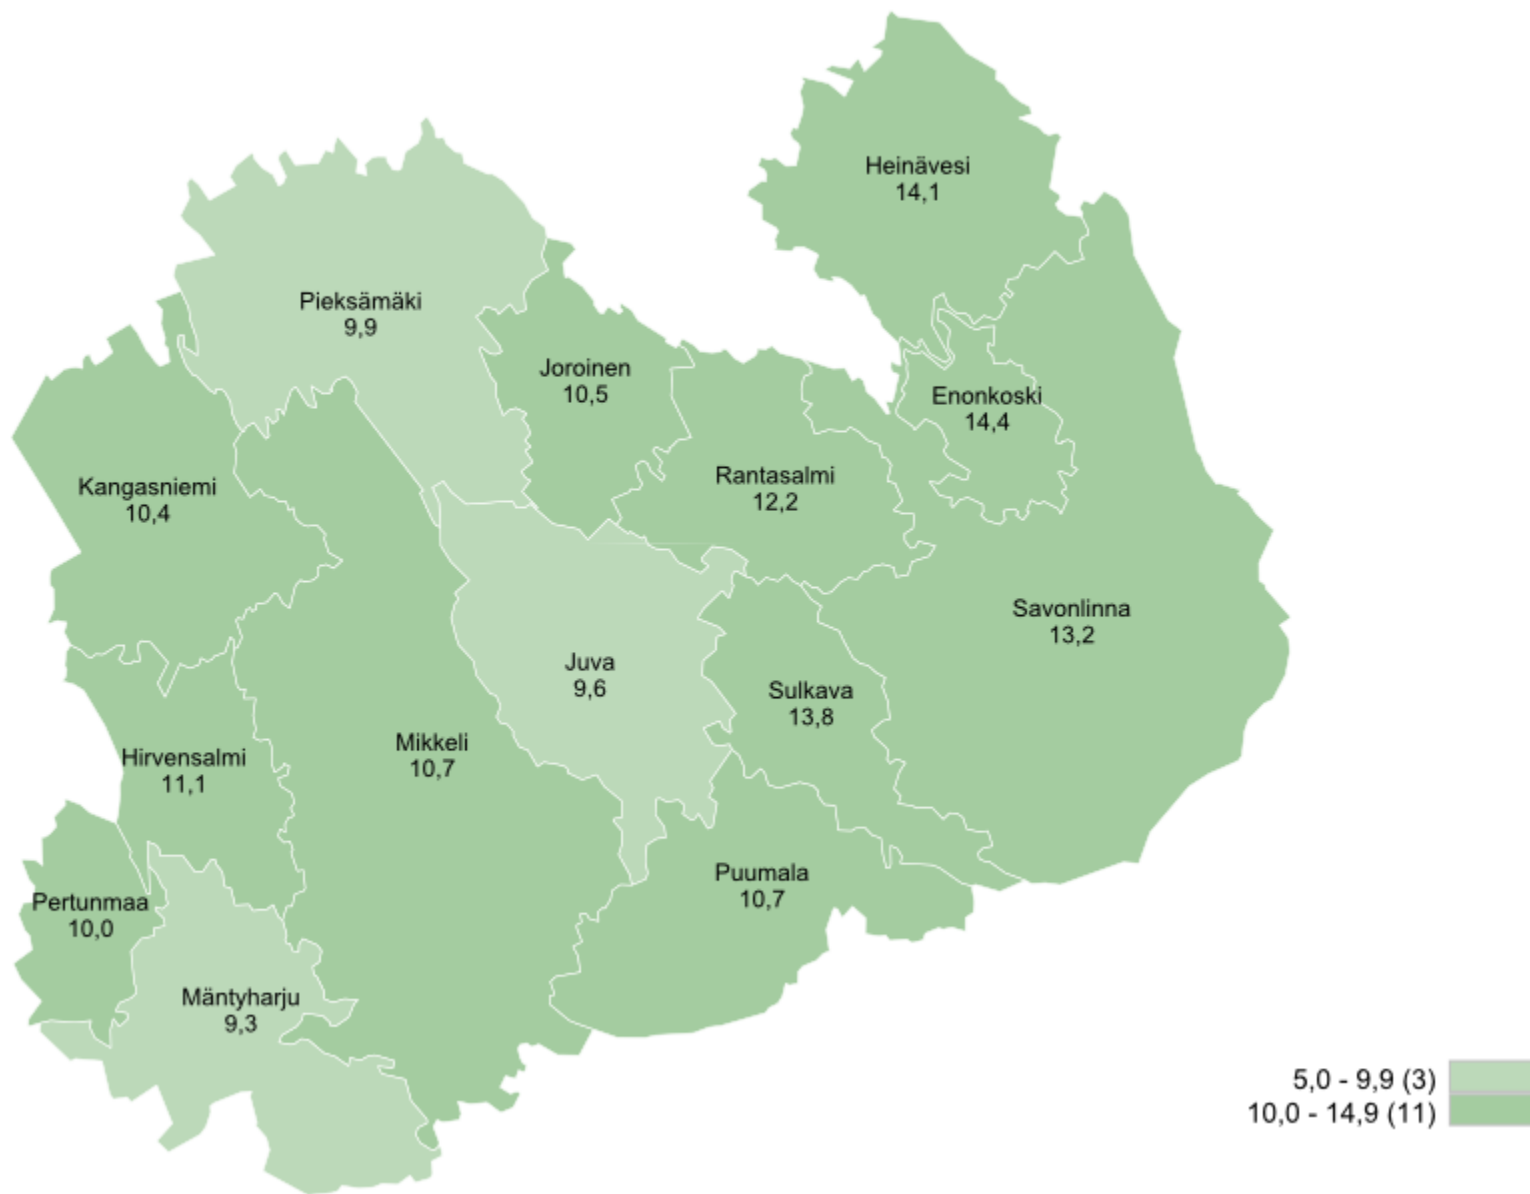 Heinävesi
14,1
Pieksämäki
9,9
Joroinen
10,5
Enonkoski
14,4
Kangasniemi
10,4
Rantasalmi
12,2
Savonlinna
13,2
Juva
9,6
Sulkava
13,8
Mikkeli
10,7
Hirvensalmi
11,1
Puumala
10,7
Pertunmaa
10,0
Mäntyharju
9,3
5,0 - 9,9 (3)
10,0 - 14,9 (11)